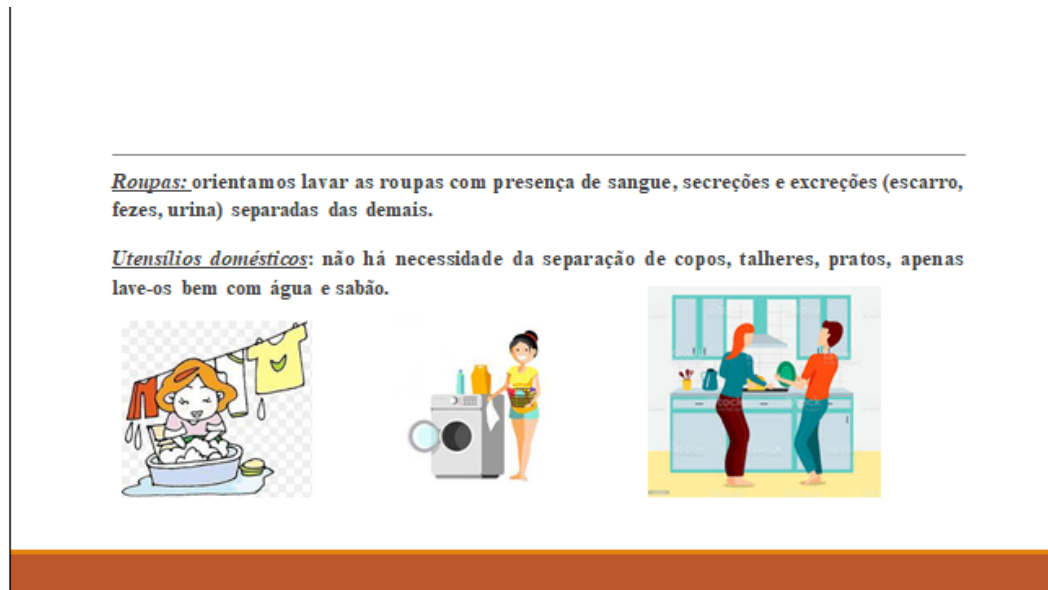 Roupas: orientamos lavar as roupas com presença de sangue, secreções e excreções (escarro,
fezes, urina) separadas das demais.
Utensílios domésticos: não há necessidade da separação de copos, talheres, pratos, apenas
lave-os bem com água e sabão.